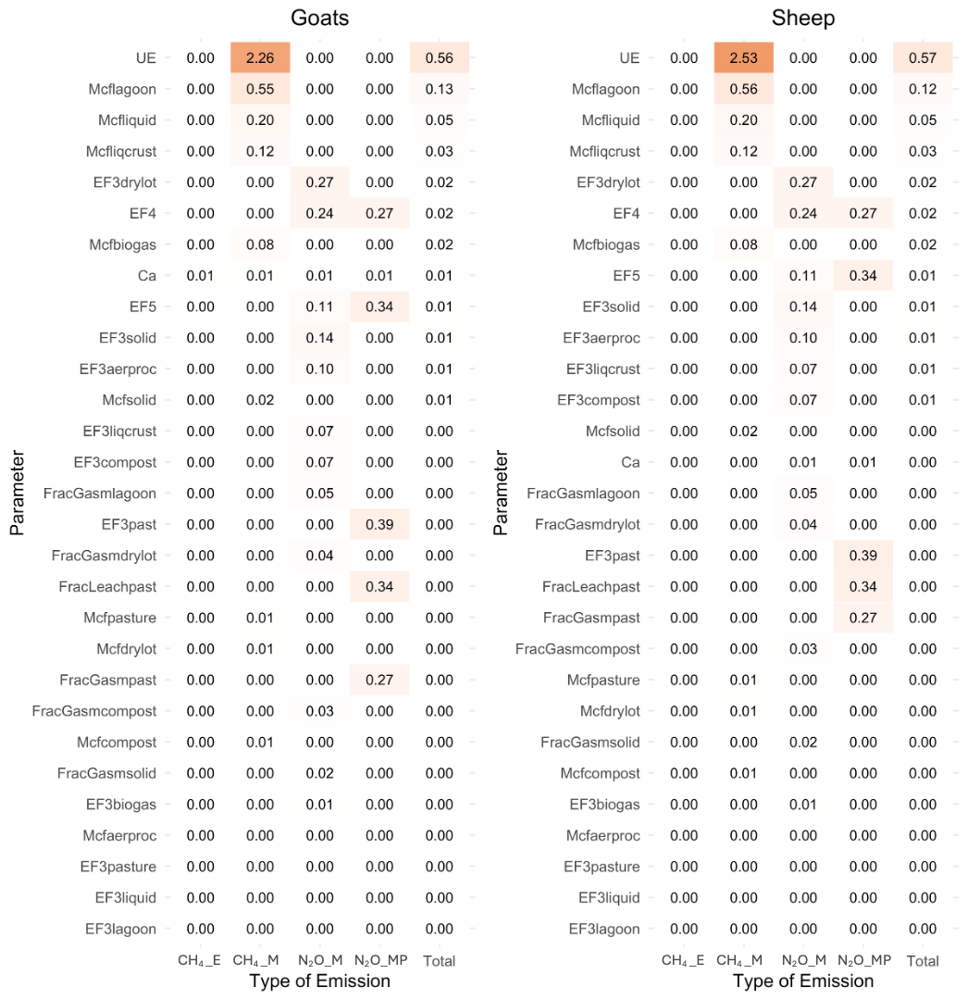 Goats
UE 0.00 2.26 0.00 0.00 0.56
Mcflagoon 0.00 0.55 0.00 0.00 0.13
Mcfliquid 0.00 0.20 0.00 0.00 0.05
Mcfliqcrust 0.00 0.12 0.00 0.00 0.03
EF3drylot 0.00 0.00 0.27 0.00 0.02
EF4 0.00 0.00 0.24 0.27 0.02
Mcfbiogas 0.00 0.08 0.00 0.00 0.02
Ca 0.01 0.01 0.01 0.01 0.01
EF5 0.00 0.00 0.11 0.34 0.01
EF3solid 0.00 0.00 0.14 0.00 0.01
EF3aerproc 0.00 0.00 0.10 0.00 0.01
Mcfsolid 0.00 0.02 0.00 0.00 0.01
EF3liqcrust 0.00 0.00 0.07 0.00 0.00
EF3compost 0.00 0.00 0.07 0.00 0.00
FracGasmlagoon 0.00 0.00 0.05 0.00 0.00
EF3past 0.00 0.00 0.00 0.39 0.00
FracGasmdrylot 0.00 0.00 0.04 0.00 0.00
FracLeachpast 0.00 0.00 0.00 0.34 0.00
Mcfpasture 0.00 0.01 0.00 0.00 0.00
Mcfdrylot 0.00 0.01 0.00 0.00 0.00
FracGasmpast 0.00 0.00 0.00 0.27 0.00
FracGasmcompost 0.00 0.00 0.03 0.00 0.00
Mcfcompost 0.00 0.01 0.00 0.00 0.00
FracGasmsolid 0.00 0.00 0.02 0.00 0.00
EF3biogas 0.00 0.00 0.01 0.00 0.00
Mcfaerproc 0.00 0.00 0.00 0.00 0.00
EF3pasture 0.00 0.00 0.00 0.00 0.00
EF3liquid 0.00 0.00 0.00 0.00 0.00
EF3lagoon 0.00 0.00 0.00 0.00 0.00
CH₄_E CH₄_M N₂O_M N₂O_MP Total
Type of Emission
Parameter
Sheep
UE 0.00 2.53 0.00 0.00 0.57
Mcflagoon 0.00 0.56 0.00 0.00 0.12
Mcfliquid 0.00 0.20 0.00 0.00 0.05
Mcfliqcrust 0.00 0.12 0.00 0.00 0.03
EF3drylot 0.00 0.00 0.27 0.00 0.02
EF4 0.00 0.00 0.24 0.27 0.02
Mcfbiogas 0.00 0.08 0.00 0.00 0.02
EF5 0.00 0.00 0.11 0.34 0.01
EF3solid 0.00 0.00 0.14 0.00 0.01
EF3aerproc 0.00 0.00 0.10 0.00 0.01
EF3liqcrust 0.00 0.00 0.07 0.00 0.01
EF3compost 0.00 0.00 0.07 0.00 0.01
Mcfsolid 0.00 0.02 0.00 0.00 0.00
Ca 0.00 0.00 0.01 0.01 0.00
FracGasmlagoon 0.00 0.00 0.05 0.00 0.00
FracGasmdrylot 0.00 0.00 0.04 0.00 0.00
EF3past 0.00 0.00 0.00 0.39 0.00
FracLeachpast 0.00 0.00 0.00 0.34 0.00
FracGasmpast 0.00 0.00 0.00 0.27 0.00
FracGasmcompost 0.00 0.00 0.03 0.00 0.00
Mcfpasture 0.00 0.01 0.00 0.00 0.00
Mcfdrylot 0.00 0.01 0.00 0.00 0.00
FracGasmsolid 0.00 0.00 0.02 0.00 0.00
Mcfcompost 0.00 0.01 0.00 0.00 0.00
EF3biogas 0.00 0.00 0.01 0.00 0.00
Mcfaerproc 0.00 0.00 0.00 0.00 0.00
EF3pasture 0.00 0.00 0.00 0.00 0.00
EF3liquid 0.00 0.00 0.00 0.00 0.00
EF3lagoon 0.00 0.00 0.00 0.00 0.00
CH₄_E CH₄_M N₂O_M N₂O_MP Total
Type of Emission
Parameter